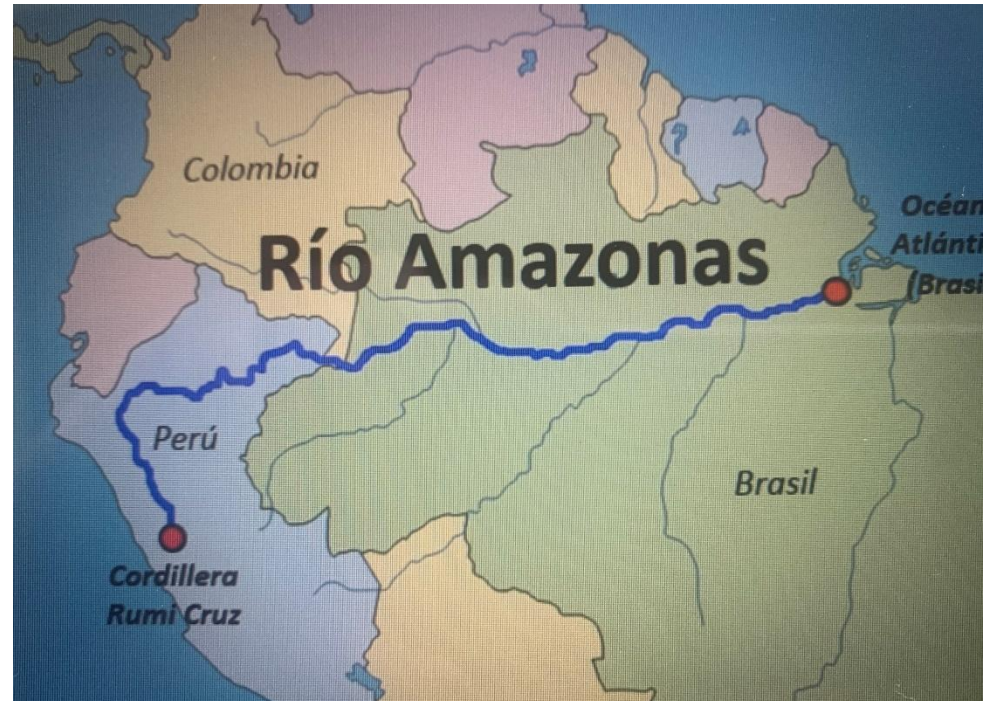 Colombia
Río Amazonas
Océan
Atlánti
(Brasi
Perú
Brasil
Cordillera
Rumi Cruz